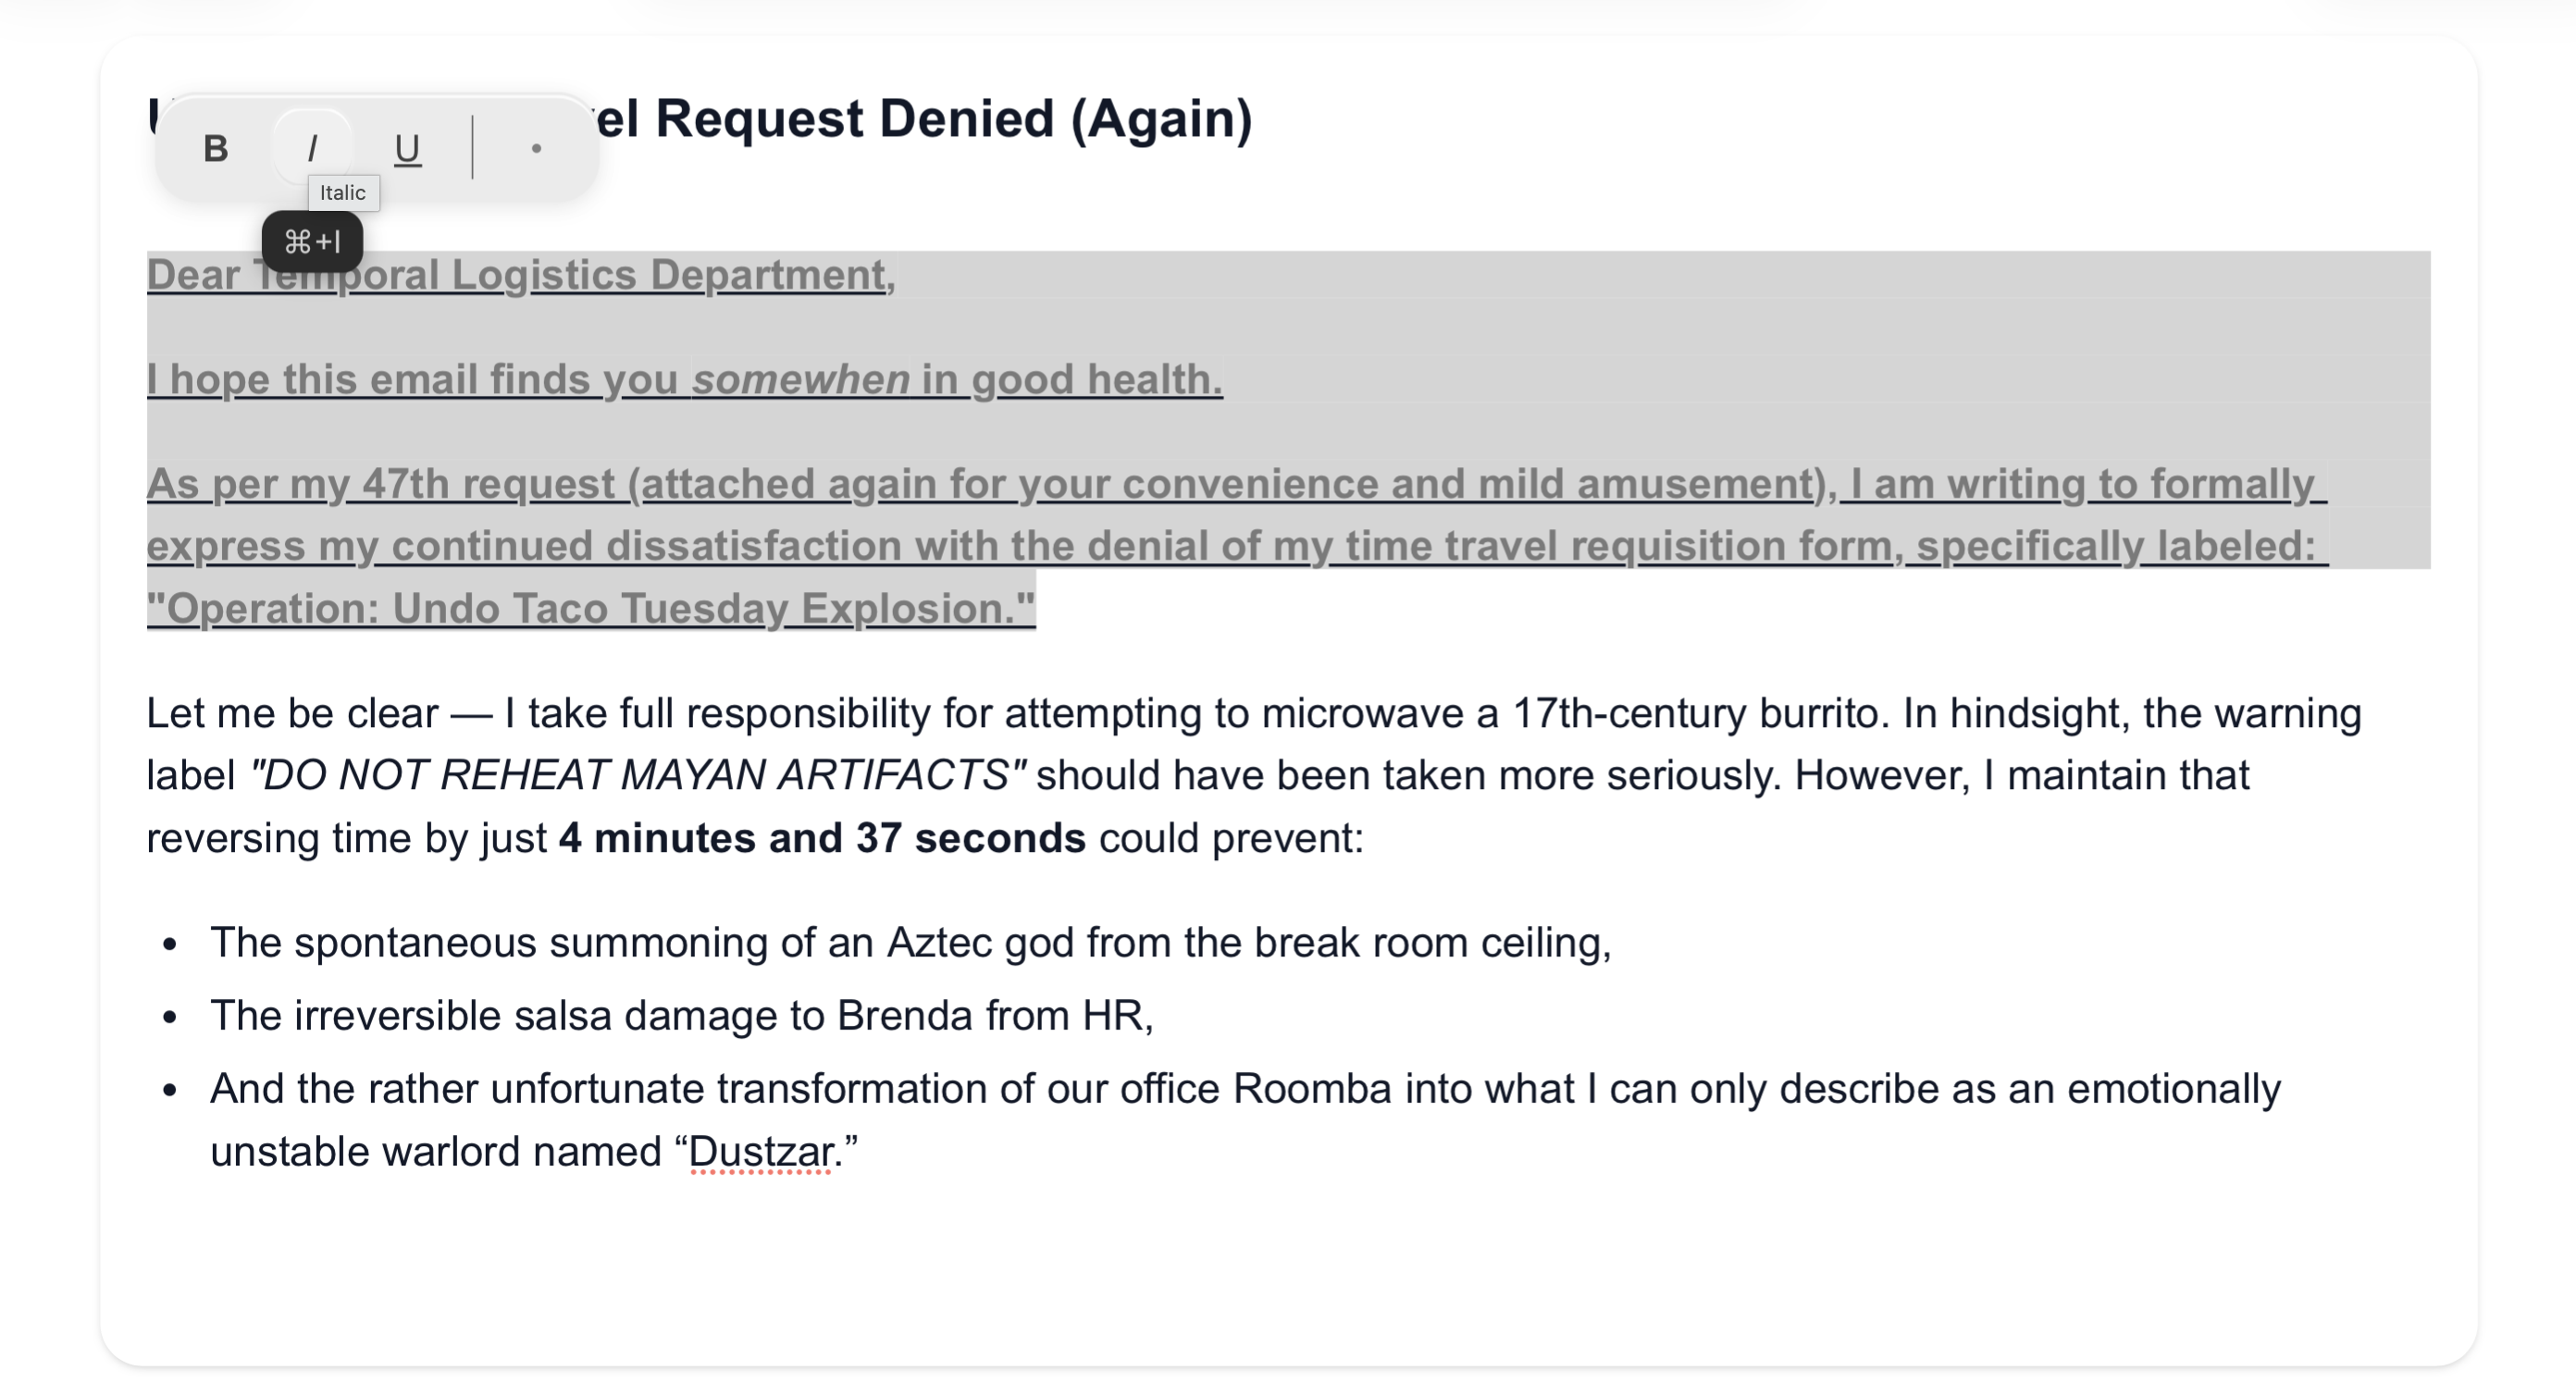 el Request Denied (Again)
B I U
Italic
⌘+I
Dear Temporal Logistics Department,
I hope this email finds you somewhen in good health.
As per my 47th request (attached again for your convenience and mild amusement), I am writing to formally
express my continued dissatisfaction with the denial of my time travel requisition form, specifically labeled:
"Operation: Undo Taco Tuesday Explosion."
Let me be clear — I take full responsibility for attempting to microwave a 17th-century burrito. In hindsight, the warning
label "DO NOT REHEAT MAYAN ARTIFACTS" should have been taken more seriously. However, I maintain that
reversing time by just 4 minutes and 37 seconds could prevent:
• The spontaneous summoning of an Aztec god from the break room ceiling,
• The irreversible salsa damage to Brenda from HR,
• And the rather unfortunate transformation of our office Roomba into what I can only describe as an emotionally
unstable warlord named “Dustzar.”